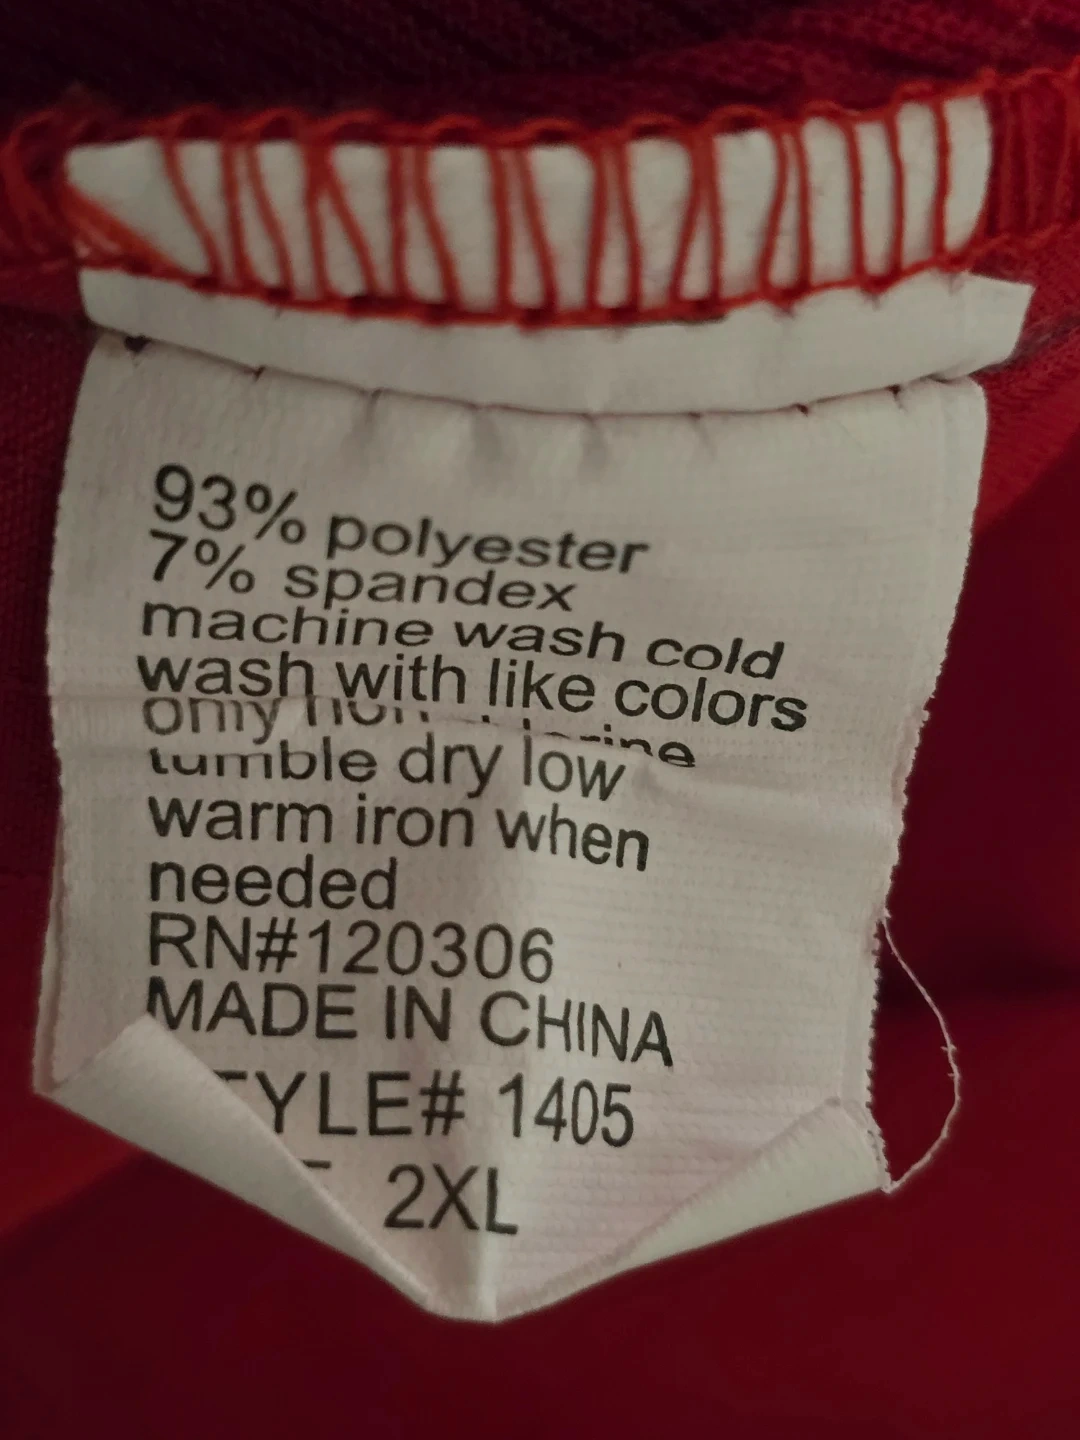 93% polyester
7% spandex
machine wash cold
wash with like colors
only
tumble dry low
warm iron when
needed
RN#120306
MADE IN CHINA
TYLE# 1405
2XL